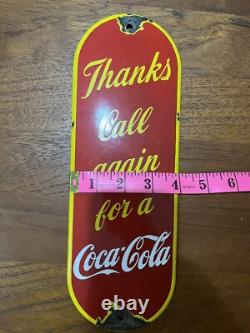 Thanks
Call
again
1 2 3 4 5 6
for a
Coca-Cola